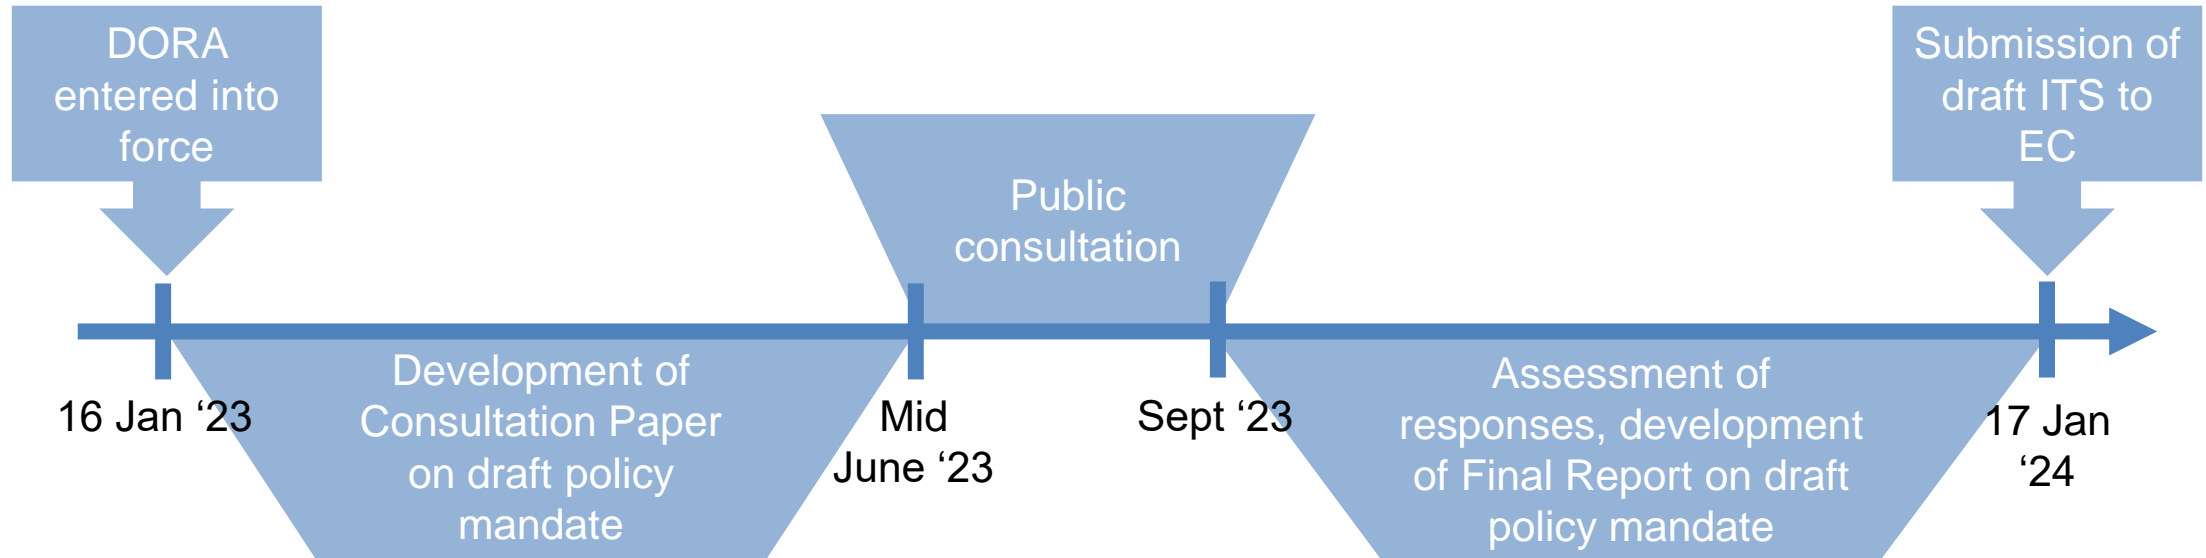 DORA
entered into
force
Submission of
draft ITS to
EC
Public
consultation
16 Jan ‘23
Development of
Consultation Paper
on draft policy
mandate
Mid
June ‘23
Sept ‘23
Assessment of
responses, development
of Final Report on draft
policy mandate
17 Jan
‘24